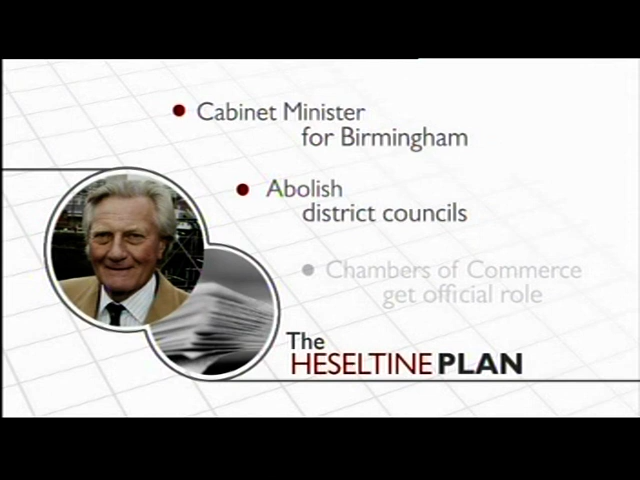 Cabinet Minister
for Birmingham
Abolish
district councils
Chambers of Commerce
get official role
The
HESELTINE PLAN